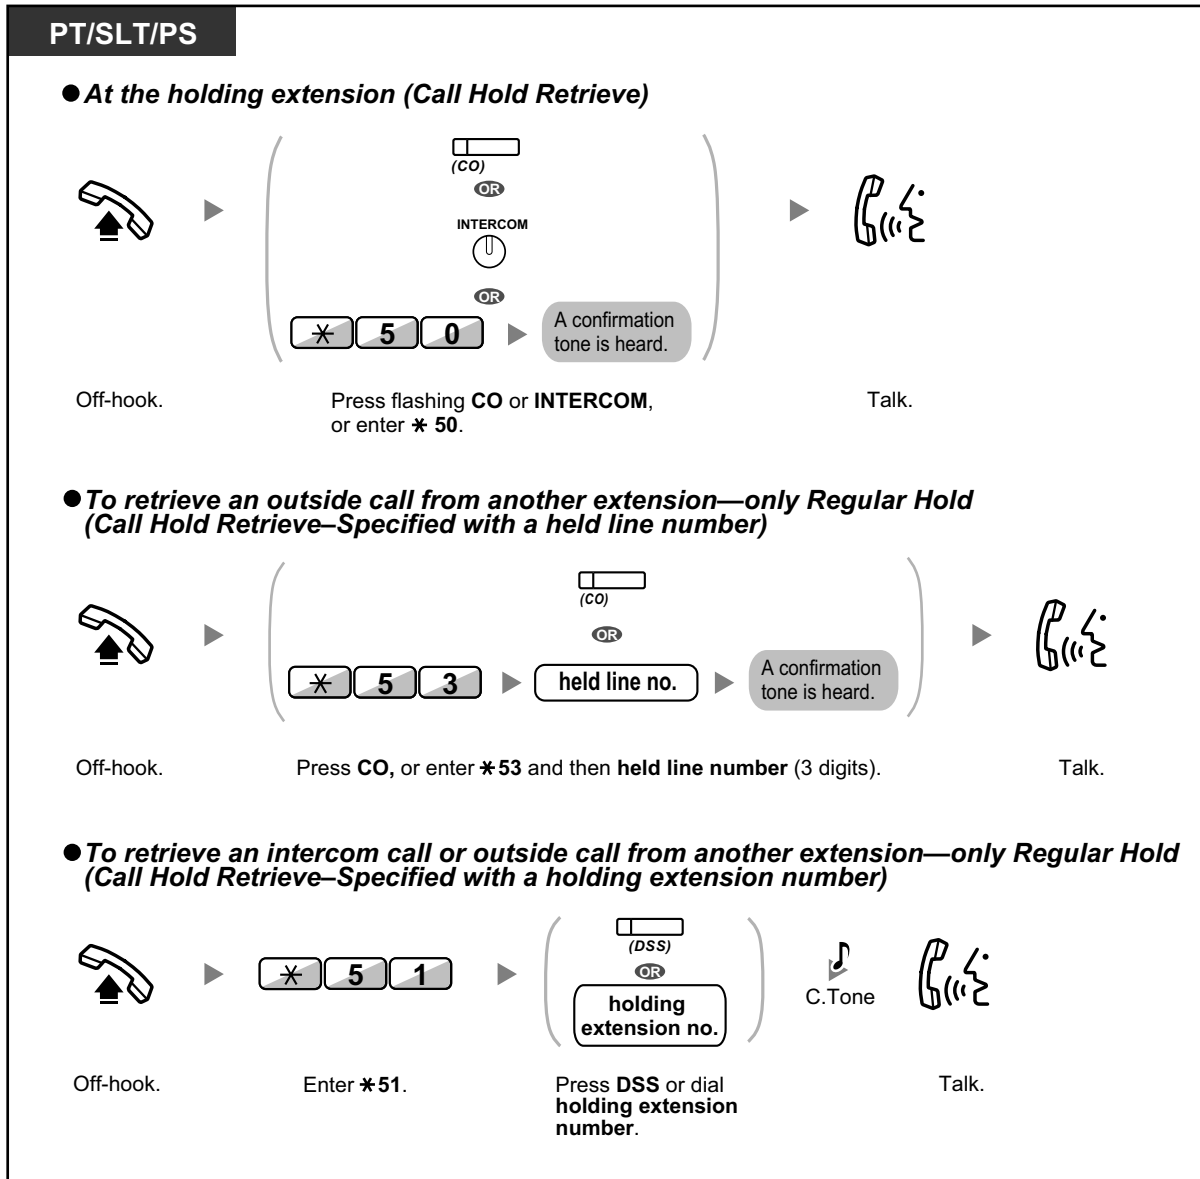 PT/SLT/PS
●At the holding extension (Call Hold Retrieve)
(CO)
OR
INTERCOM
OR
* 5 0
A confirmation
tone is heard.
Off-hook.
Press flashing CO or INTERCOM,
or enter * 50.
Talk.
●To retrieve an outside call from another extension—only Regular Hold
(Call Hold Retrieve–Specified with a held line number)
(CO)
OR
* 5 3
held line no.
A confirmation
tone is heard.
Off-hook.
Press CO, or enter *53 and then held line number (3 digits).
Talk.
●To retrieve an intercom call or outside call from another extension—only Regular Hold
(Call Hold Retrieve–Specified with a holding extension number)
* 5 1
(DSS)
OR
holding
extension no.
C.Tone
Off-hook.
Enter *51.
Press DSS or dial
holding extension
number.
Talk.